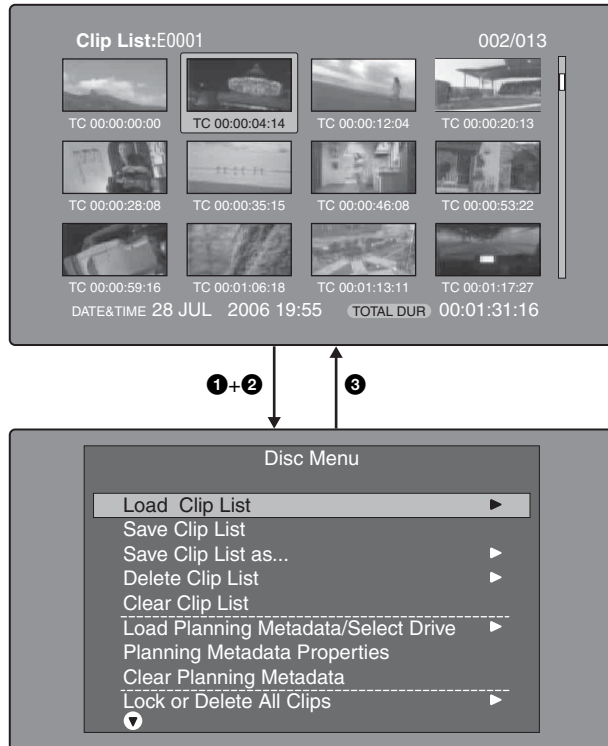 Clip List:E0001 002/013
TC 00:00:00:00 TC 00:00:04:14 TC 00:00:12:04 TC 00:00:20:13
TC 00:00:28:08 TC 00:00:35:15 TC 00:00:46:08 TC 00:00:53:22
TC 00:00:59:16 TC 00:01:06:18 TC 00:01:13:11 TC 00:01:17:27
DATE&TIME 28 JUL 2006 19:55 TOTAL DUR 00:01:31:16
❶+❷ ❸
Disc Menu
Load Clip List
Save Clip List
Save Clip List as...
Delete Clip List
Clear Clip List
Load Planning Metadata/Select Drive
Planning Metadata Properties
Clear Planning Metadata
Lock or Delete All Clips